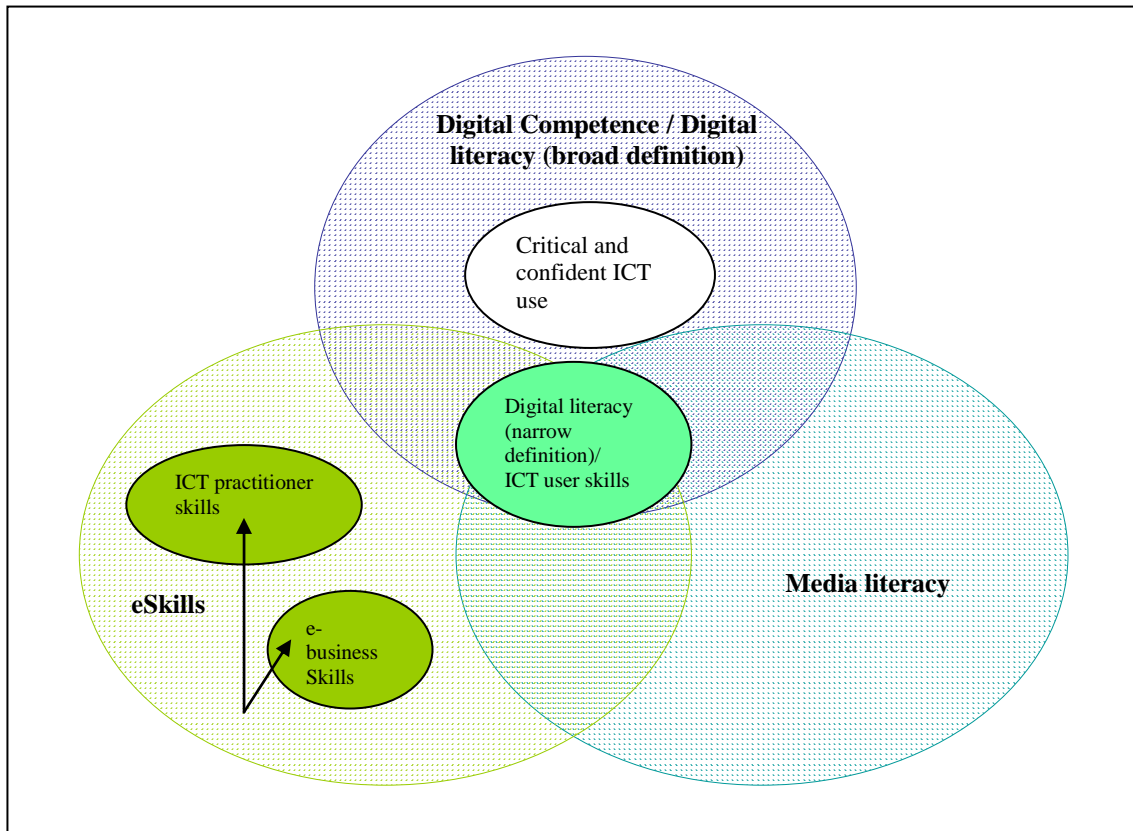 Digital Competence / Digital
literacy (broad definition)
Critical and
confident ICT
use
Digital literacy
(narrow
definition)/
ICT user skills
ICT practitioner
skills
eSkills
Media literacy
e-
business
Skills